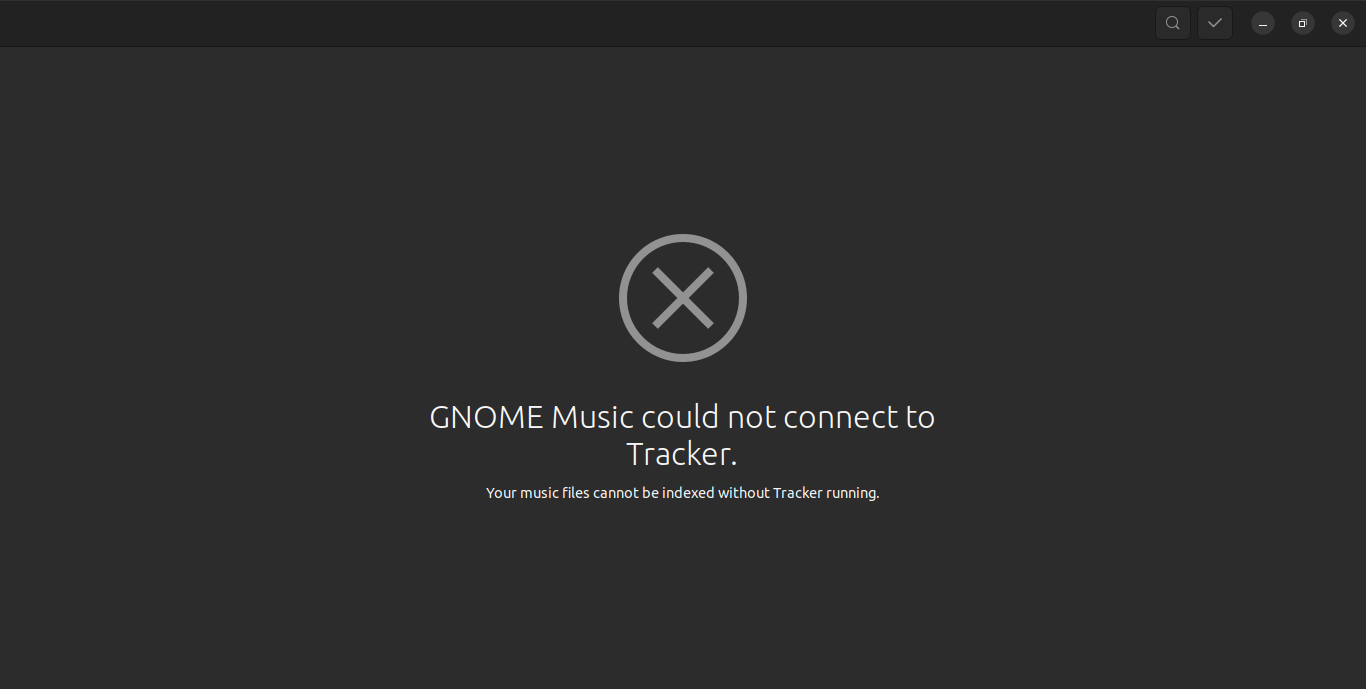 GNOME Music could not connect to
Tracker.
Your music files cannot be indexed without Tracker running.